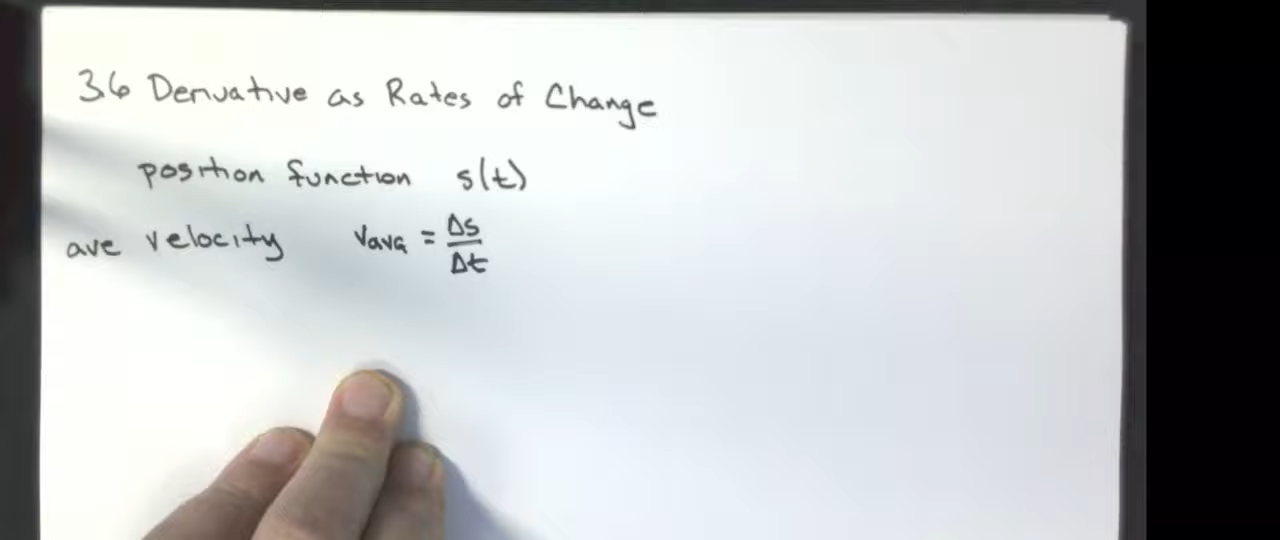 3.6 Derivative as Rates of Change
position function s(t)
ave velocity Vavg = Δs/Δt